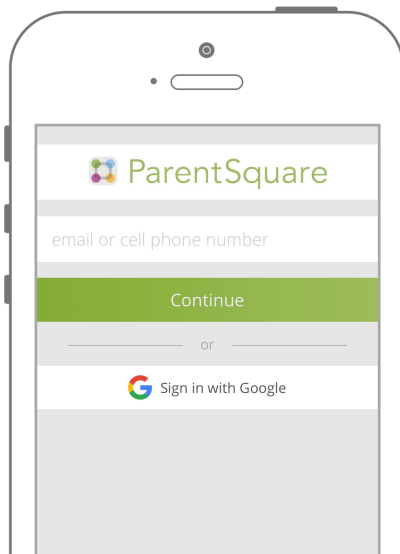 ParentSquare
email or cell phone number
Continue
or
Sign in with Google